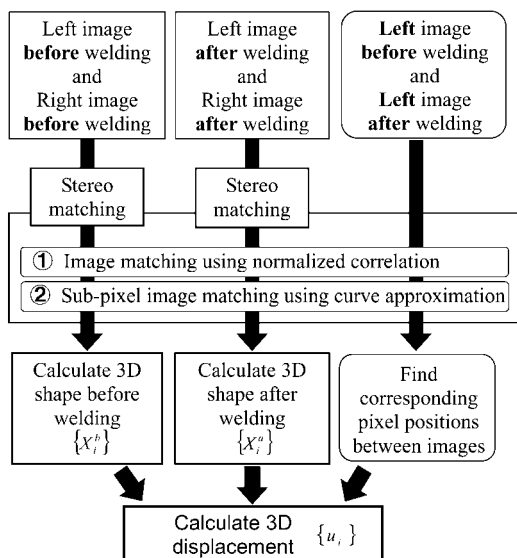 Left image
before welding
and
Right image
before welding
Left image
after welding
and
Right image
after welding
Left image
before welding
and
Left image
after welding
Stereo
matching
Stereo
matching
① Image matching using normalized correlation
② Sub-pixel image matching using curve approximation
Calculate 3D
shape before
welding
{X_i^b}
Calculate 3D
shape after
welding
{X_i^a}
Find
corresponding
pixel positions
between images
Calculate 3D
displacement {u_i}